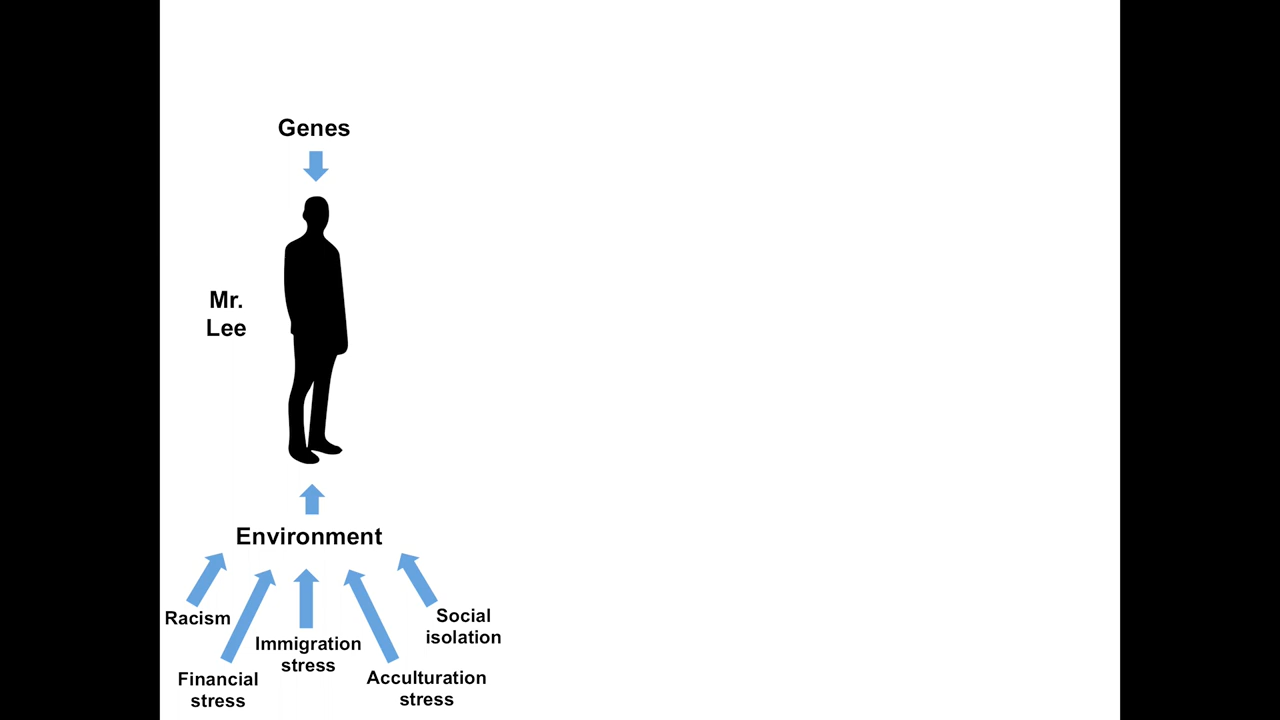 Genes
Mr.
Lee
Environment
Racism
Financial
stress
Immigration
stress
Acculturation
stress
Social
isolation